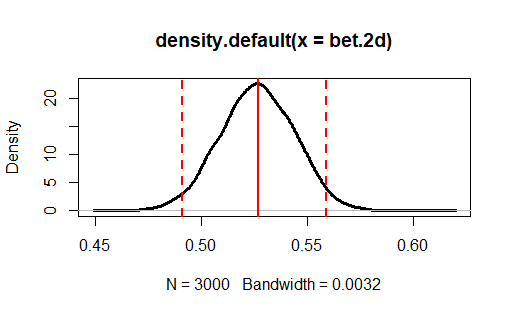 density.default(x = bet.2d)
Density
20
10
5
0
0.45 0.50 0.55 0.60
N = 3000 Bandwidth = 0.0032